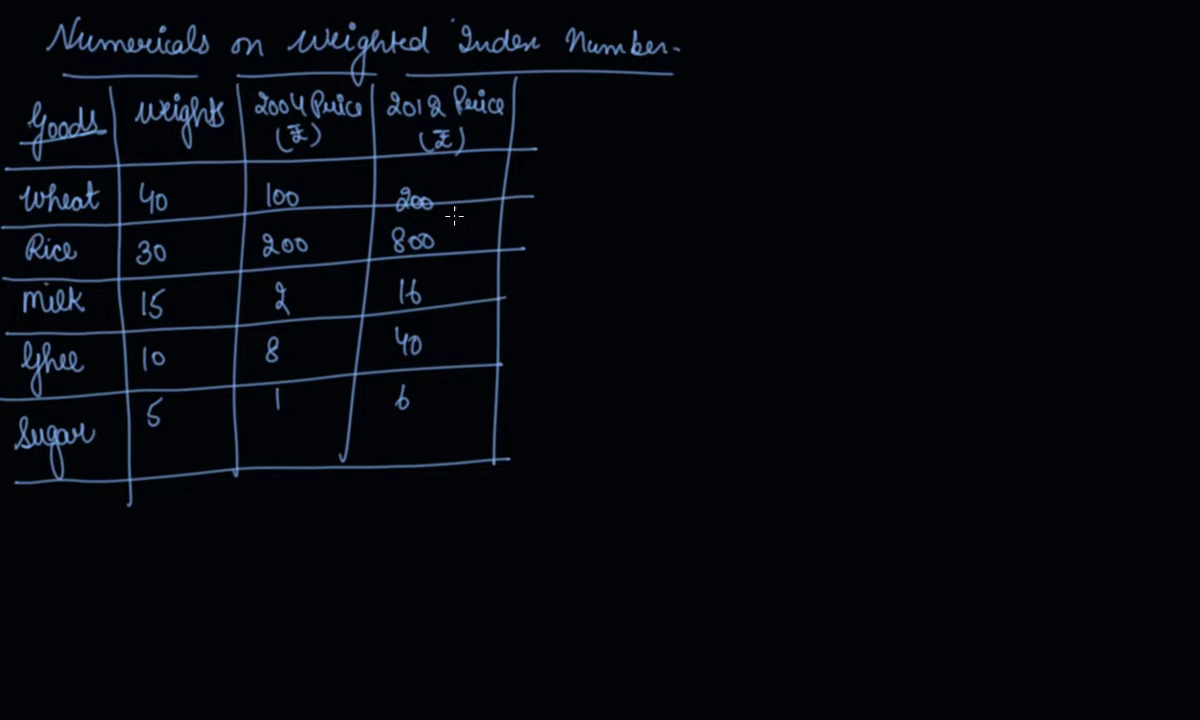 Numericals on Weighted Index Number.
Goods weights 2004 Price (₹) 2012 Price (₹)
Wheat 40 100 200
Rice 30 200 800
Milk 15 2 16
Ghee 10 8 40
Sugar 5 1 6